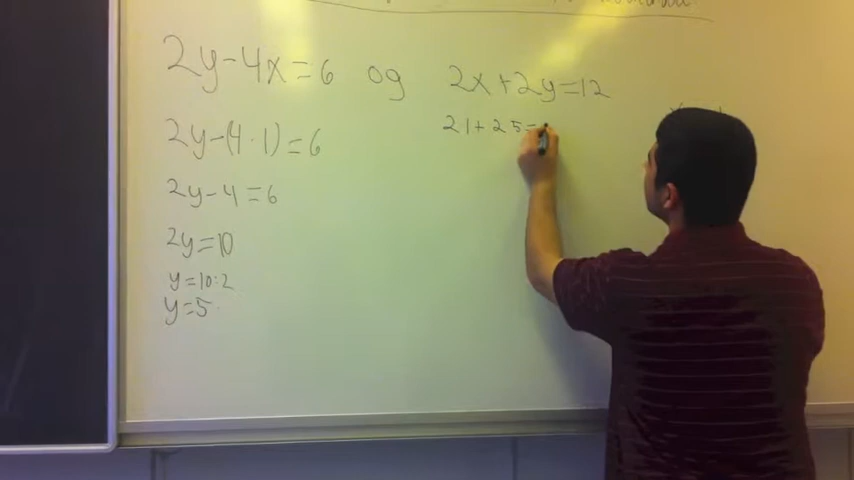 2y-4x=6 og 2x+2y=12
2y-(4·1)=6
21+25=
2y-4=6
2y=10
y=10:2
y=5